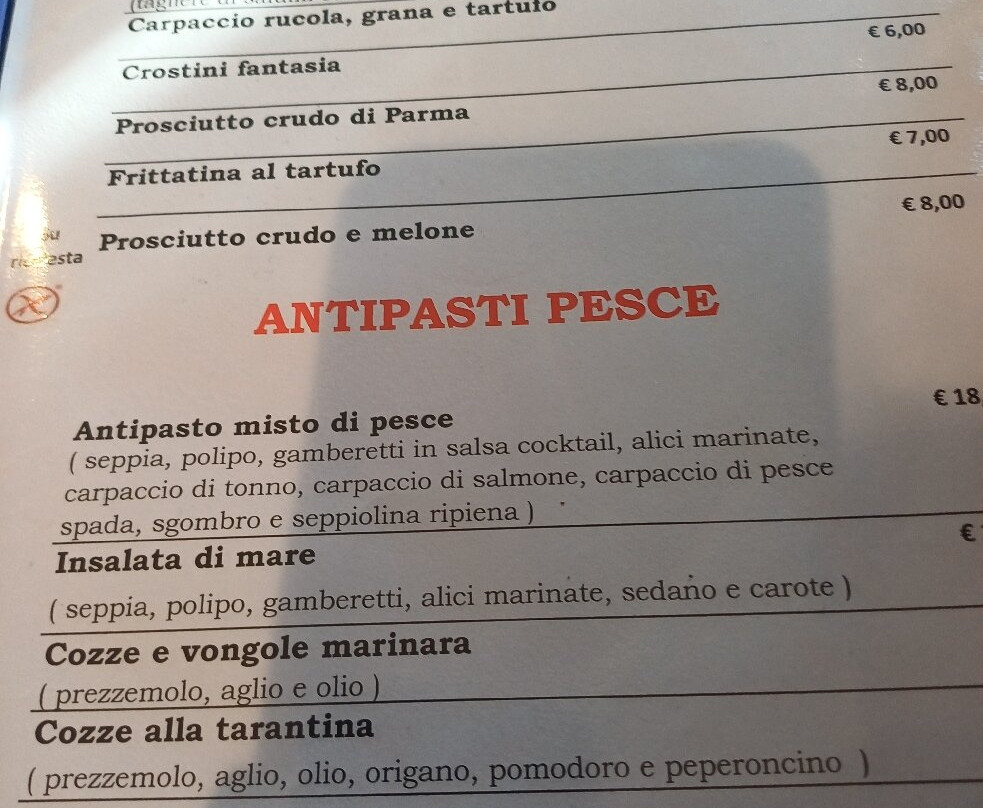 Carpaccio rucola, grana e tartufo
Crostini fantasia € 6,00
Prosciutto crudo di Parma € 8,00
Frittatina al tartufo € 7,00
Prosciutto crudo e melone € 8,00
ANTIPASTI PESCE
Antipasto misto di pesce € 18,
( seppia, polipo, gamberetti in salsa cocktail, alici marinate,
carpaccio di tonno, carpaccio di salmone, carpaccio di pesce
spada, sgombro e seppiolina ripiena )
Insalata di mare €
( seppia, polipo, gamberetti, alici marinate, sedano e carote )
Cozze e vongole marinara
( prezzemolo, aglio e olio )
Cozze alla tarantina
( prezzemolo, aglio, olio, origano, pomodoro e peperoncino )